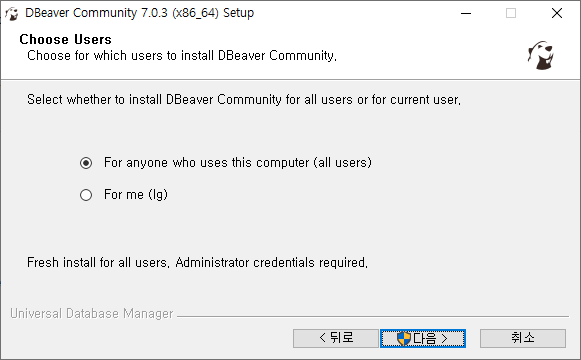 DBeaver Community 7.0.3 (x86_64) Setup
Choose Users
Choose for which users to install DBeaver Community.
Select whether to install DBeaver Community for all users or for current user.
For anyone who uses this computer (all users)
For me (lg)
Fresh install for all users. Administrator credentials required.
Universal Database Manager
< 뒤로 다음 > 취소